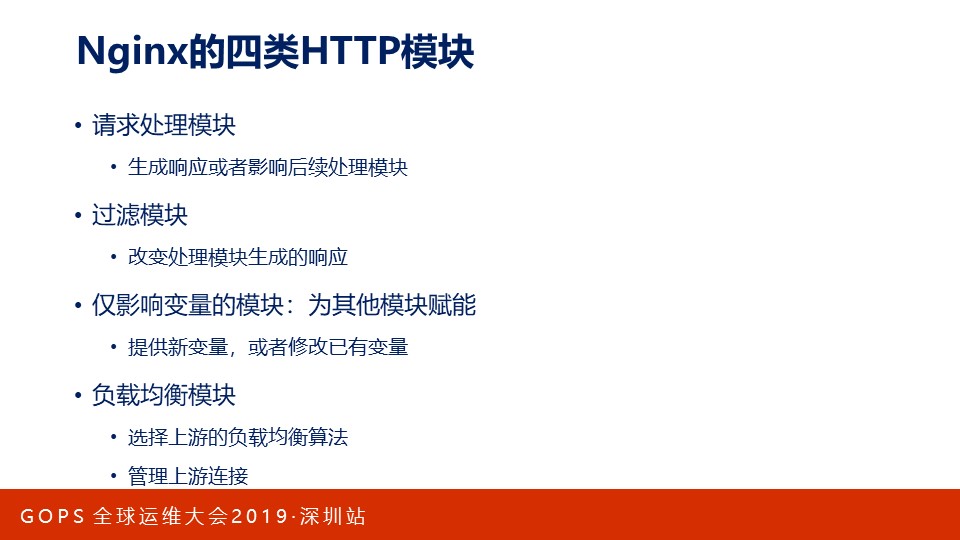 Nginx的四类HTTP模块
• 请求处理模块
• 生成响应或者影响后续处理模块
• 过滤模块
• 改变处理模块生成的响应
• 仅影响变量的模块：为其他模块赋能
• 提供新变量，或者修改已有变量
• 负载均衡模块
• 选择上游的负载均衡算法
• 管理上游连接
GOPS 全球运维大会2019·深圳站